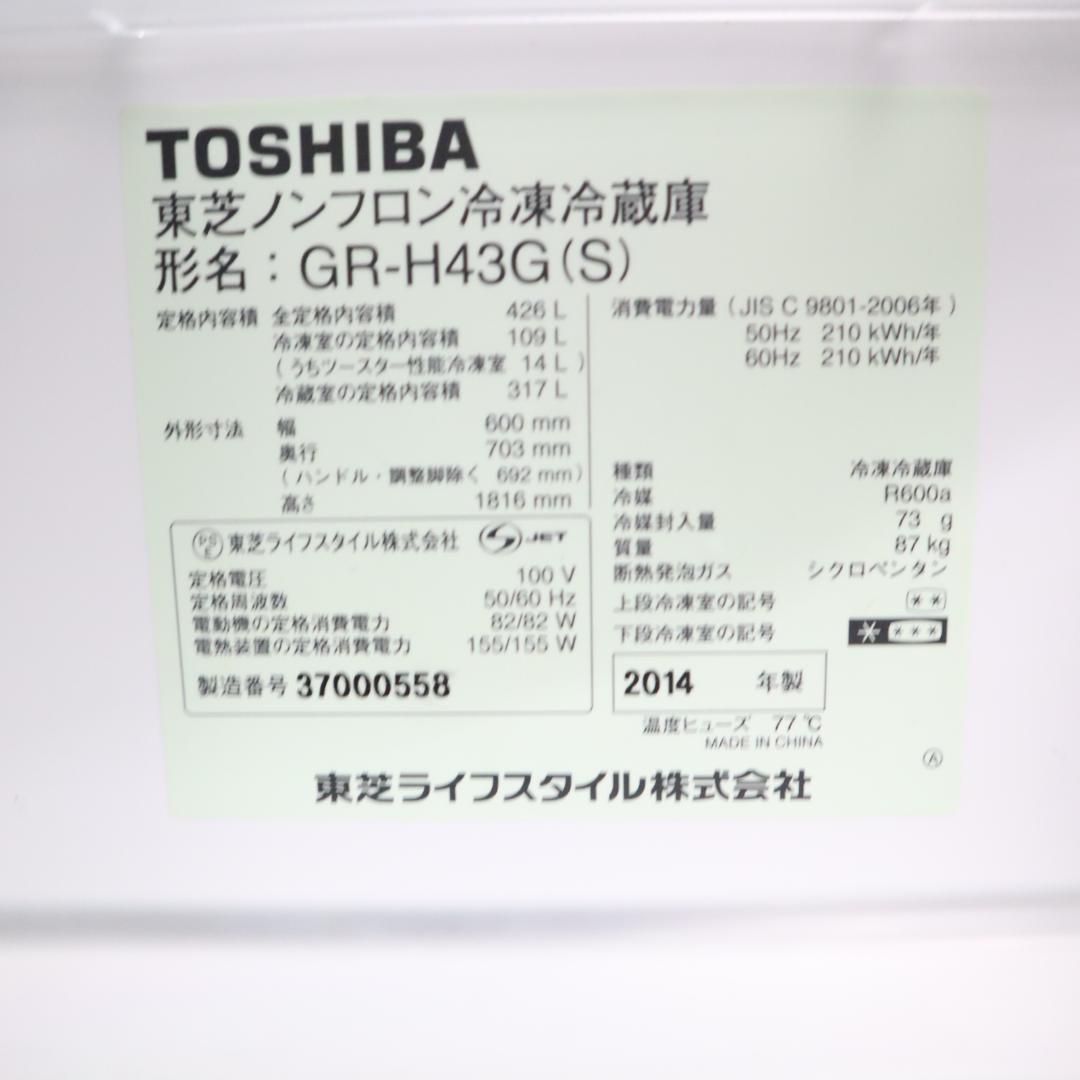 TOSHIBA
東芝ノンフロン冷凍冷蔵庫
形名：GR-H43G(S)
定格内容積 全定格内容積 426 L
冷凍室の定格内容積 109 L
(うちツースター性能冷凍室 14 L)
冷蔵室の定格内容積 317 L
外形寸法 幅 600 mm
奥行 703 mm
(ハンドル・調整脚除く 692 mm)
高さ 1816 mm
PSE 東芝ライフスタイル株式会社 S JET
定格電圧 100 V
定格周波数 50/60 Hz
電動機の定格消費電力 82/82 W
電熱装置の定格消費電力 155/155 W
製造番号 37000558
消費電力量 (JIS C 9801-2006年)
50Hz 210 kWh/年
60Hz 210 kWh/年
種類 冷凍冷蔵庫
冷媒 R600a
冷媒封入量 73 g
質量 87 kg
断熱発泡ガス シクロペンタン
上段冷凍室の記号 **
下段冷凍室の記号 * ***
2014 年製
温度ヒューズ 77℃
MADE IN CHINA
Ⓐ
東芝ライフスタイル株式会社